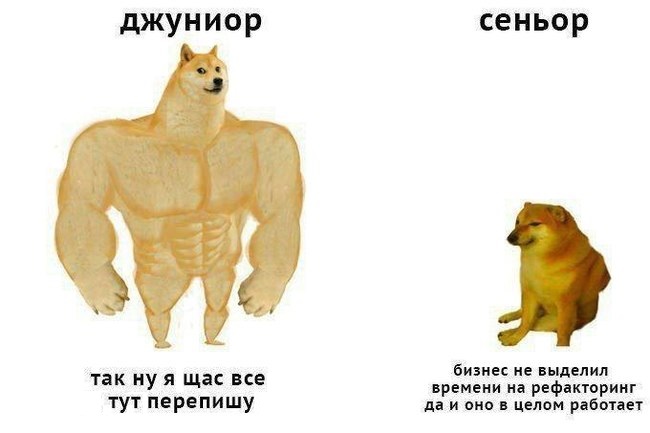 джуниор
сеньор
так ну я щас все
тут перепишу
бизнес не выделил
времени на рефакторинг
да и оно в целом работает